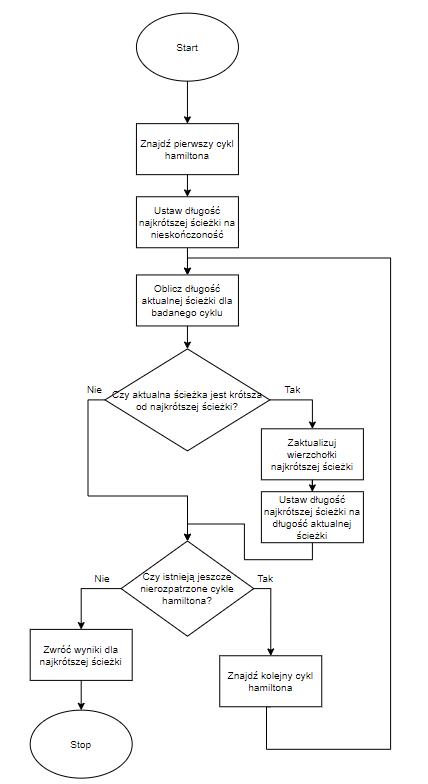 Start
Znajdź pierwszy cykl
hamiltona
Ustaw długość
najkrótszej ścieżki na
nieskończoność
Oblicz długość
aktualnej ścieżki dla
badanego cyklu
Nie
Czy aktualna ścieżka jest krótsza
od najkrótszej ścieżki?
Tak
Zaktualizuj
wierzchołki
najkrótszej ścieżki
Ustaw długość
najkrótszej ścieżki na
długość aktualnej
ścieżki
Nie
Czy istnieją jeszcze
nierozpatrzone cykle
hamiltona?
Tak
Zwróć wyniki dla
najkrótszej ścieżki
Znajdź kolejny cykl
hamiltona
Stop